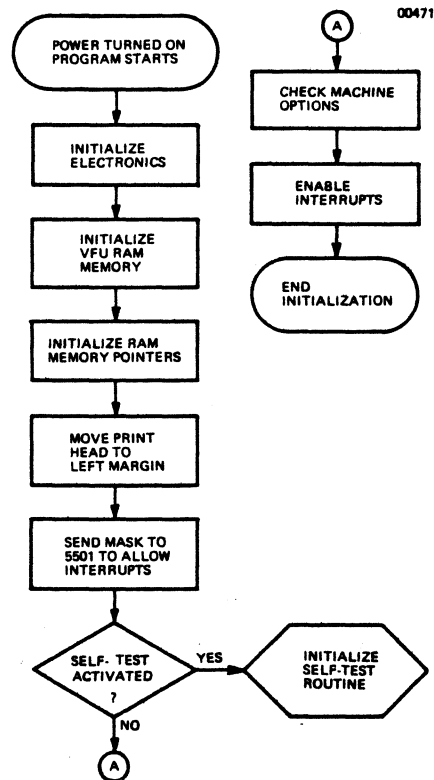 00471
POWER TURNED ON
PROGRAM STARTS
INITIALIZE
ELECTRONICS
INITIALIZE
VFU RAM
MEMORY
INITIALIZE RAM
MEMORY POINTERS
MOVE PRINT
HEAD TO
LEFT MARGIN
SEND MASK TO
5501 TO ALLOW
INTERRUPTS
SELF- TEST
ACTIVATED
?
YES
INITIALIZE
SELF-TEST
ROUTINE
NO
A
A
CHECK MACHINE
OPTIONS
ENABLE
INTERRUPTS
END
INITIALIZATION